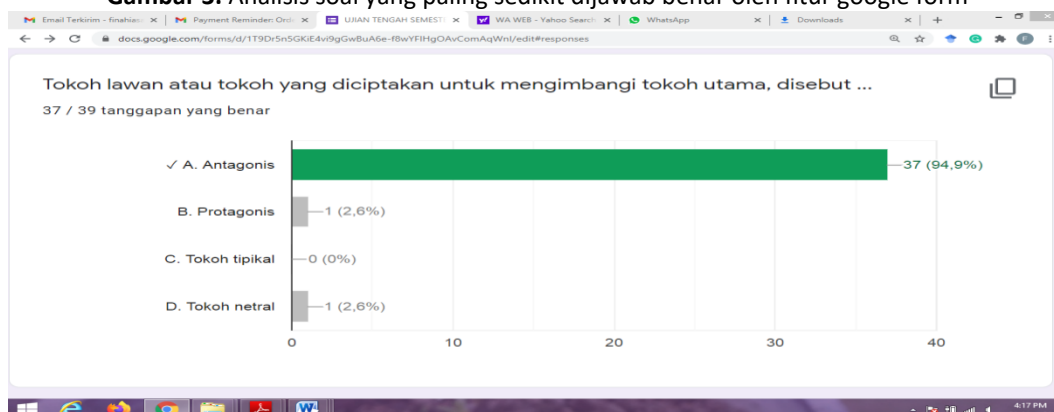 Gambar 5. Analisis soal yang paling sedikit dijawab benar oleh fitur google form
Email Terkirim - finahiasa
Payment Reminder: Ord
UJIAN TENGAH SEMEST
WA WEB - Yahoo Search
WhatsApp
Downloads
docs.google.com/forms/d/1T9Dr5n5GKiE4vi9gGwBuA6e-f8wYFIHgOAvComAqWnI/edit#responses
Tokoh lawan atau tokoh yang diciptakan untuk mengimbangi tokoh utama, disebut ...
37 / 39 tanggapan yang benar
✓ A. Antagonis
37 (94,9%)
B. Protagonis
1 (2,6%)
C. Tokoh tipikal
0 (0%)
D. Tokoh netral
1 (2,6%)
0 10 20 30 40
4:17 PM